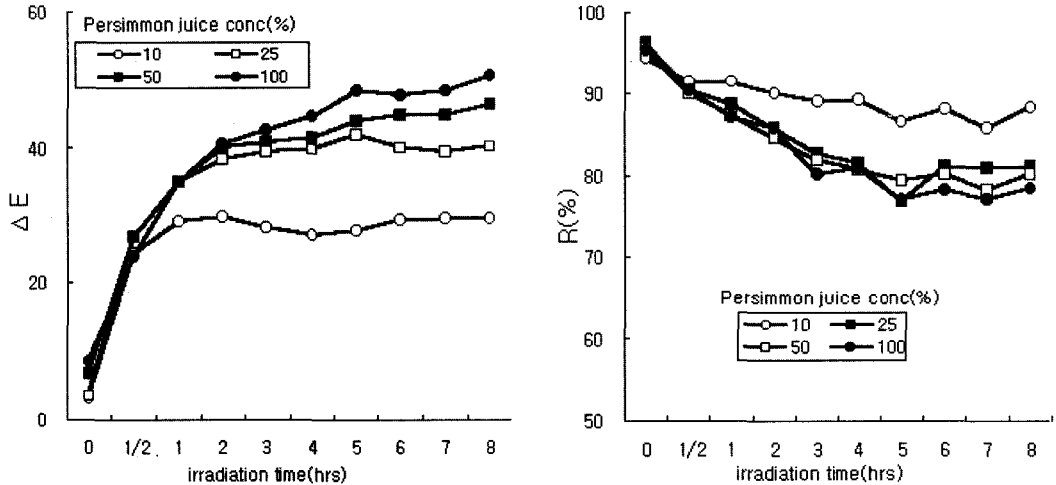 60
40
20
0
Δ E
Persimmon juice conc(%)
10 25
50 100
0 1/2 1 2 3 4 5 6 7 8
irradiation time(hrs)
100
90
80
70
60
50
R(%)
Persimmon juice conc(%)
10 25
50 100
0 1/2 1 2 3 4 5 6 7 8
irradiation time(hrs)